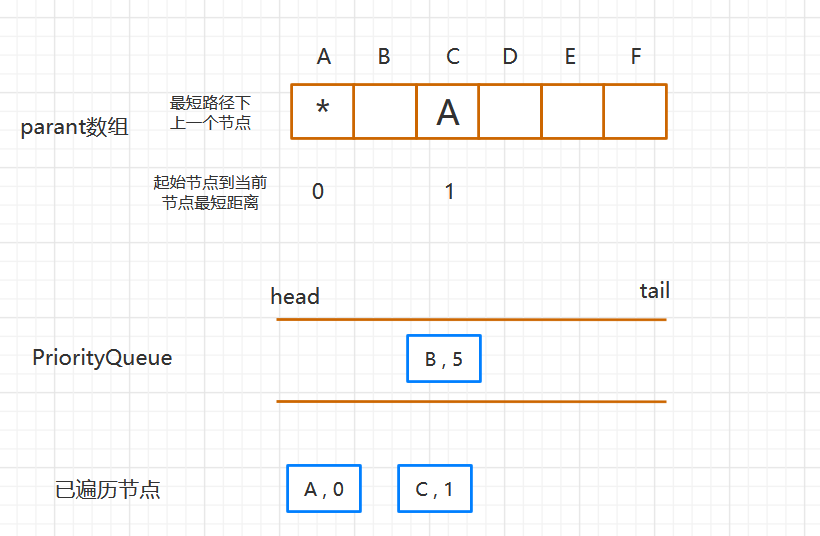 A B C D E F
parant数组
最短路径下
上一个节点
* A
起始节点到当前
节点最短距离
0 1
head
tail
PriorityQueue
B , 5
已遍历节点
A , 0
C , 1